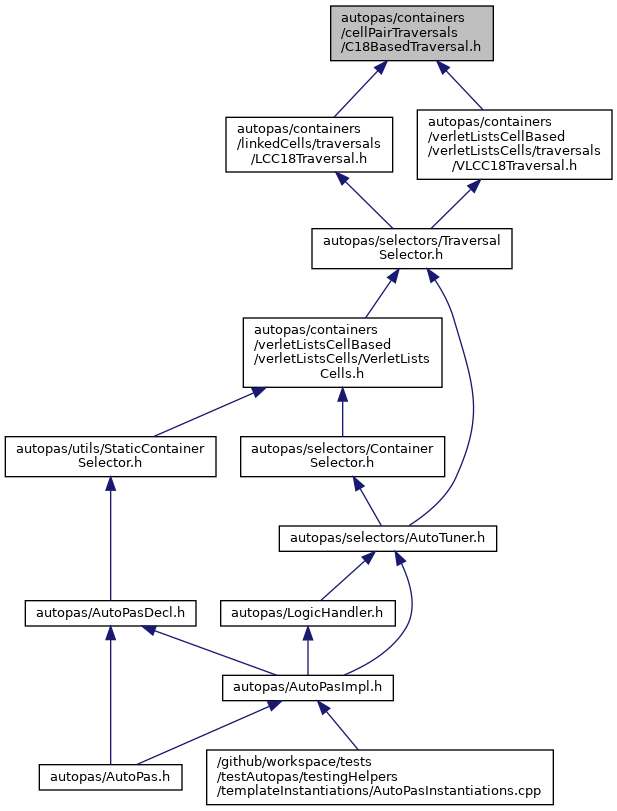 autopas/containers
/cellPairTraversals
/C18BasedTraversal.h
autopas/containers
/linkedCells/traversals
/LCC18Traversal.h
autopas/containers
/verletListsCellBased
/verletListsCells/traversals
/VLCC18Traversal.h
autopas/selectors/Traversal
Selector.h
autopas/containers
/verletListsCellBased
/verletListsCells/VerletLists
Cells.h
autopas/utils/StaticContainer
Selector.h
autopas/selectors/Container
Selector.h
autopas/selectors/AutoTuner.h
autopas/AutoPasDecl.h
autopas/LogicHandler.h
autopas/AutoPasImpl.h
autopas/AutoPas.h
/github/workspace/tests
/testAutopas/testingHelpers
/templateInstantiations/AutoPasInstantiations.cpp